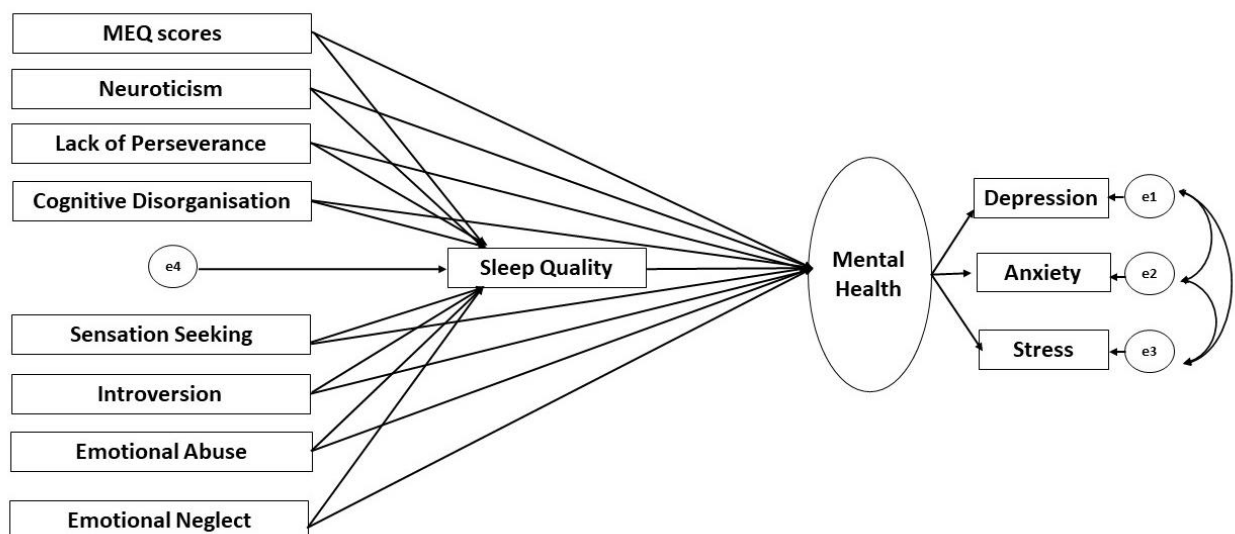 MEQ scores
Neuroticism
Lack of Perseverance
Cognitive Disorganisation
e4
Sleep Quality
Sensation Seeking
Introversion
Emotional Abuse
Emotional Neglect
Mental
Health
Depression
e1
Anxiety
e2
Stress
e3